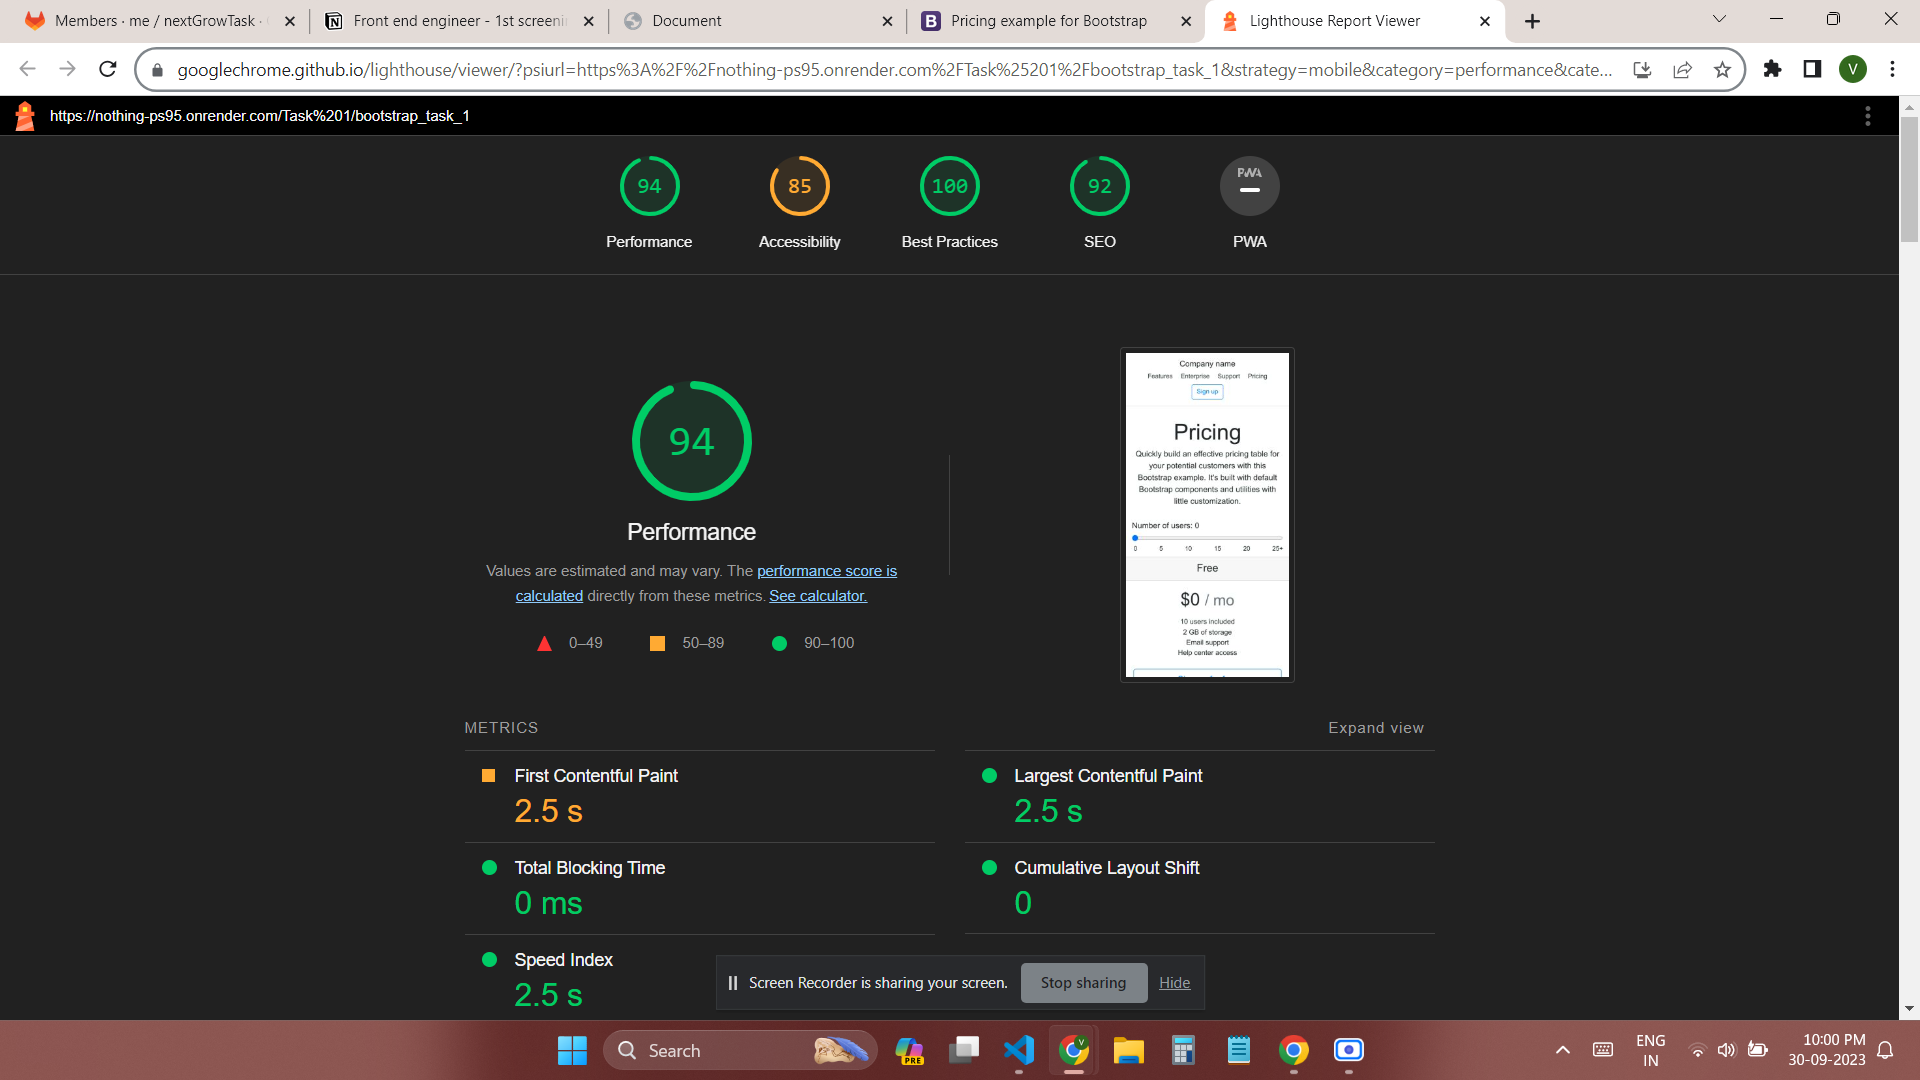 Members · me / nextGrowTask ·
Front end engineer - 1st screenin
Document
Pricing example for Bootstrap
Lighthouse Report Viewer
googlechrome.github.io/lighthouse/viewer/?psiurl=https%3A%2F%2Fnothing-ps95.onrender.com%2FTask%25201%2Fbootstrap_task_1&strategy=mobile&category=performance&cate...
V
https://nothing-ps95.onrender.com/Task%201/bootstrap_task_1
94
85
100
92
PWA
Performance
Accessibility
Best Practices
SEO
PWA
94
Performance
Values are estimated and may vary. The performance score is
calculated directly from these metrics. See calculator.
0–49
50–89
90–100
Company name
Features Enterprise Support Pricing
Sign up
Pricing
Quickly build an effective pricing table for
your potential customers with this
Bootstrap example. It's built with default
Bootstrap components and utilities with
little customization.
Number of users: 0
0 5 10 15 20 25+
Free
$0 / mo
10 users included
2 GB of storage
Email support
Help center access
METRICS
Expand view
First Contentful Paint
2.5 s
Largest Contentful Paint
2.5 s
Total Blocking Time
0 ms
Cumulative Layout Shift
0
Speed Index
2.5 s
Screen Recorder is sharing your screen.
Stop sharing
Hide
Search
PRE
V
ENG
IN
10:00 PM
30-09-2023